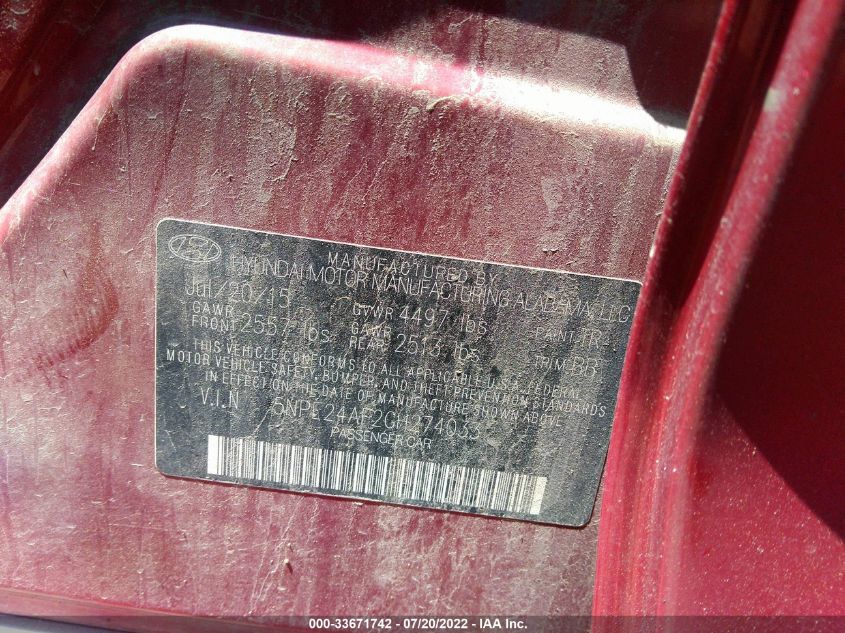 MANUFACTURED BY
HYUNDAI MOTOR MANUFACTURING ALABAMA, LLC
Jul/20/15 GVWR 4497 lbs PAINT:TR-
GAWR FRONT 2557 lbs GAWR REAR 2513 lbs TRIM:BR
THIS VEHICLE CONFORMS TO ALL APPLICABLE U.S.A. FEDERAL
MOTOR VEHICLE SAFETY, BUMPER, AND THEFT PREVENTION STANDARDS
IN EFFECT ON THE DATE OF MANUFACTURE SHOWN ABOVE
V.I.N 5NPE24AF2GH274033
PASSENGER CAR
000-33671742 - 07/20/2022 - IAA Inc.